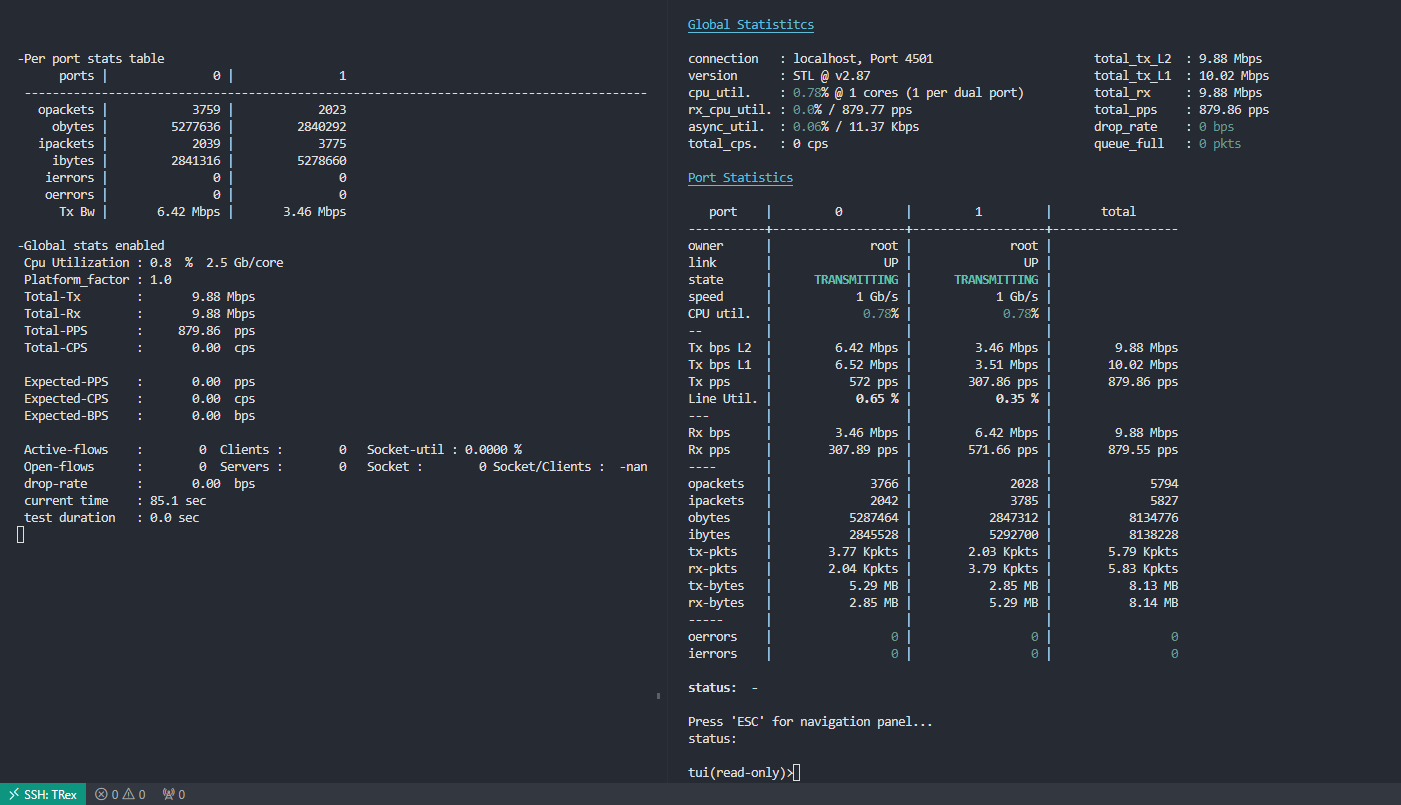 -Per port stats table
      ports |               0 |               1
 -----------------------------------------------------------------------------------------
   opackets |            3759 |            2023
     obytes |         5277636 |         2840292
   ipackets |            2039 |            3775
     ibytes |         2841316 |         5278660
    ierrors |               0 |               0
    oerrors |               0 |               0
      Tx Bw |       6.42 Mbps |       3.46 Mbps
-Global stats enabled
 Cpu Utilization : 0.8  %  2.5 Gb/core
 Platform_factor : 1.0
 Total-Tx        :       9.88 Mbps
 Total-Rx        :       9.88 Mbps
 Total-PPS       :     879.86  pps
 Total-CPS       :       0.00  cps
 Expected-PPS    :       0.00  pps
 Expected-CPS    :       0.00  cps
 Expected-BPS    :       0.00  bps
 Active-flows    :        0  Clients :        0   Socket-util : 0.0000 %
 Open-flows      :        0  Servers :        0   Socket :        0 Socket/Clients :  -nan
 drop-rate       :       0.00  bps
 current time    : 85.1 sec
 test duration   : 0.0 sec
Global Statistitcs
connection   : localhost, Port 4501                       total_tx_L2  : 9.88 Mbps
version      : STL @ v2.87                                total_tx_L1  : 10.02 Mbps
cpu_util.    : 0.78% @ 1 cores (1 per dual port)          total_rx     : 9.88 Mbps
rx_cpu_util. : 0.0% / 879.77 pps                          total_pps    : 879.86 pps
async_util.  : 0.06% / 11.37 Kbps                         drop_rate    : 0 bps
total_cps.   : 0 cps                                      queue_full   : 0 pkts
Port Statistics
   port    |         0         |         1         |       total
-----------+-------------------+-------------------+------------------
owner      |              root |              root |
link       |                UP |                UP |
state      |      TRANSMITTING |      TRANSMITTING |
speed      |            1 Gb/s |            1 Gb/s |
CPU util.  |             0.78% |             0.78% |
--         |                   |                   |
Tx bps L2  |         6.42 Mbps |         3.46 Mbps |         9.88 Mbps
Tx bps L1  |         6.52 Mbps |         3.51 Mbps |        10.02 Mbps
Tx pps     |           572 pps |        307.86 pps |        879.86 pps
Line Util. |            0.65 % |            0.35 % |
---        |                   |                   |
Rx bps     |         3.46 Mbps |         6.42 Mbps |         9.88 Mbps
Rx pps     |        307.89 pps |        571.66 pps |        879.55 pps
----       |                   |                   |
opackets   |              3766 |              2028 |              5794
ipackets   |              2042 |              3785 |              5827
obytes     |           5287464 |           2847312 |           8134776
ibytes     |           2845528 |           5292700 |           8138228
tx-pkts    |       3.77 Kpkts |       2.03 Kpkts |       5.79 Kpkts
rx-pkts    |       2.04 Kpkts |       3.79 Kpkts |       5.83 Kpkts
tx-bytes   |           5.29 MB |           2.85 MB |           8.13 MB
rx-bytes   |           2.85 MB |           5.29 MB |           8.14 MB
-----      |                   |                   |
oerrors    |                 0 |                 0 |                 0
ierrors    |                 0 |                 0 |                 0
status:  -
Press 'ESC' for navigation panel...
status:
tui(read-only)>
SSH: TRex 0 0 0